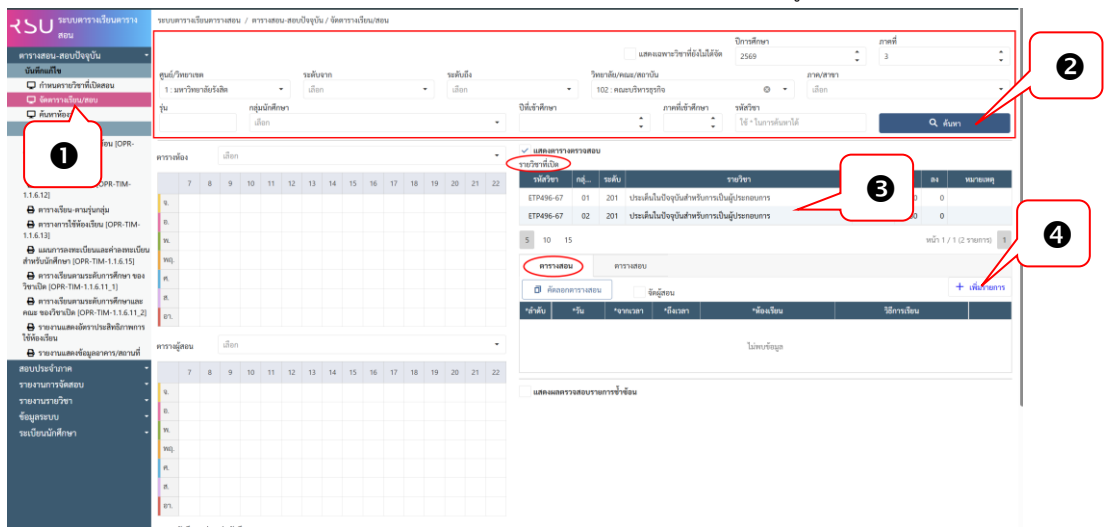 RSU ระบบตารางเรียนตาราง
สอน
ระบบตารางเรียนตารางสอน / ตารางสอน-สอบปัจจุบัน / จัดตารางเรียน/สอบ
ตารางสอน-สอบปัจจุบัน
บันทึกแก้ไข
กำหนดรายวิชาที่เปิดสอน
จัดตารางเรียน/สอบ
ค้นหาห้อง
❶
[OPR-
[OPR-TIM-
1.1.6.12]
ตารางเรียน-ตามรุ่นกลุ่ม
ตารางการใช้ห้องเรียน [OPR-TIM-
1.1.6.13]
แผนการลงทะเบียนและค่าลงทะเบียน
สำหรับนักศึกษา [OPR-TIM-1.1.6.15]
ตารางเรียนตามระดับการศึกษา ของ
วิชาเปิด [OPR-TIM-1.1.6.11_1]
ตารางเรียนตามระดับการศึกษาและ
คณะ ของวิชาเปิด [OPR-TIM-1.1.6.11_2]
รายงานแสดงอัตราประสิทธิภาพการ
ใช้ห้องเรียน
รายงานแสดงข้อมูลอาคาร/สถานที่
สอบประจำภาค
รายงานการจัดสอบ
รายงานรายวิชา
ข้อมูลระบบ
ระเบียนนักศึกษา
แสดงเฉพาะวิชาที่ยังไม่ได้จัด
ปีการศึกษา ภาคที่
2569 3
❷
ศูนย์/วิทยาเขต ระดับจาก ระดับถึง วิทยาลัย/คณะ/สถาบัน ภาค/สาขา
1 : มหาวิทยาลัยรังสิต เลือก เลือก 102 : คณะบริหารธุรกิจ เลือก
รุ่น กลุ่มนักศึกษา ปีที่เข้าศึกษา ภาคที่เข้าศึกษา รหัสวิชา
เลือก ใช้ * ในการค้นหาได้ ค้นหา
ตารางห้อง เลือก
7 8 9 10 11 12 13 14 15 16 17 18 19 20 21 22
จ.
อ.
พ.
พฤ.
ศ.
ส.
อา.
ตารางผู้สอน เลือก
7 8 9 10 11 12 13 14 15 16 17 18 19 20 21 22
จ.
อ.
พ.
พฤ.
ศ.
ส.
อา.
แสดงตารางตรวจสอบ
รายวิชาที่เปิด
รหัสวิชา กลุ่... ระดับ รายวิชา ลง หมายเหตุ
ETP496-67 01 201 ประเด็นในปัจจุบันสำหรับการเป็นผู้ประกอบการ 0 0
ETP496-67 02 201 ประเด็นในปัจจุบันสำหรับการเป็นผู้ประกอบการ 0 0
❸
5 10 15 หน้า 1 / 1 (2 รายการ) 1
❹
ตารางสอน ตารางสอบ
คัดลอกตารางสอน จัดผู้สอน + เพิ่มรายการ
*ลำดับ *วัน *จากเวลา *ถึงเวลา *ห้องเรียน วิธีการเรียน
ไม่พบข้อมูล
แสดงผลตรวจสอบรายการซ้ำซ้อน